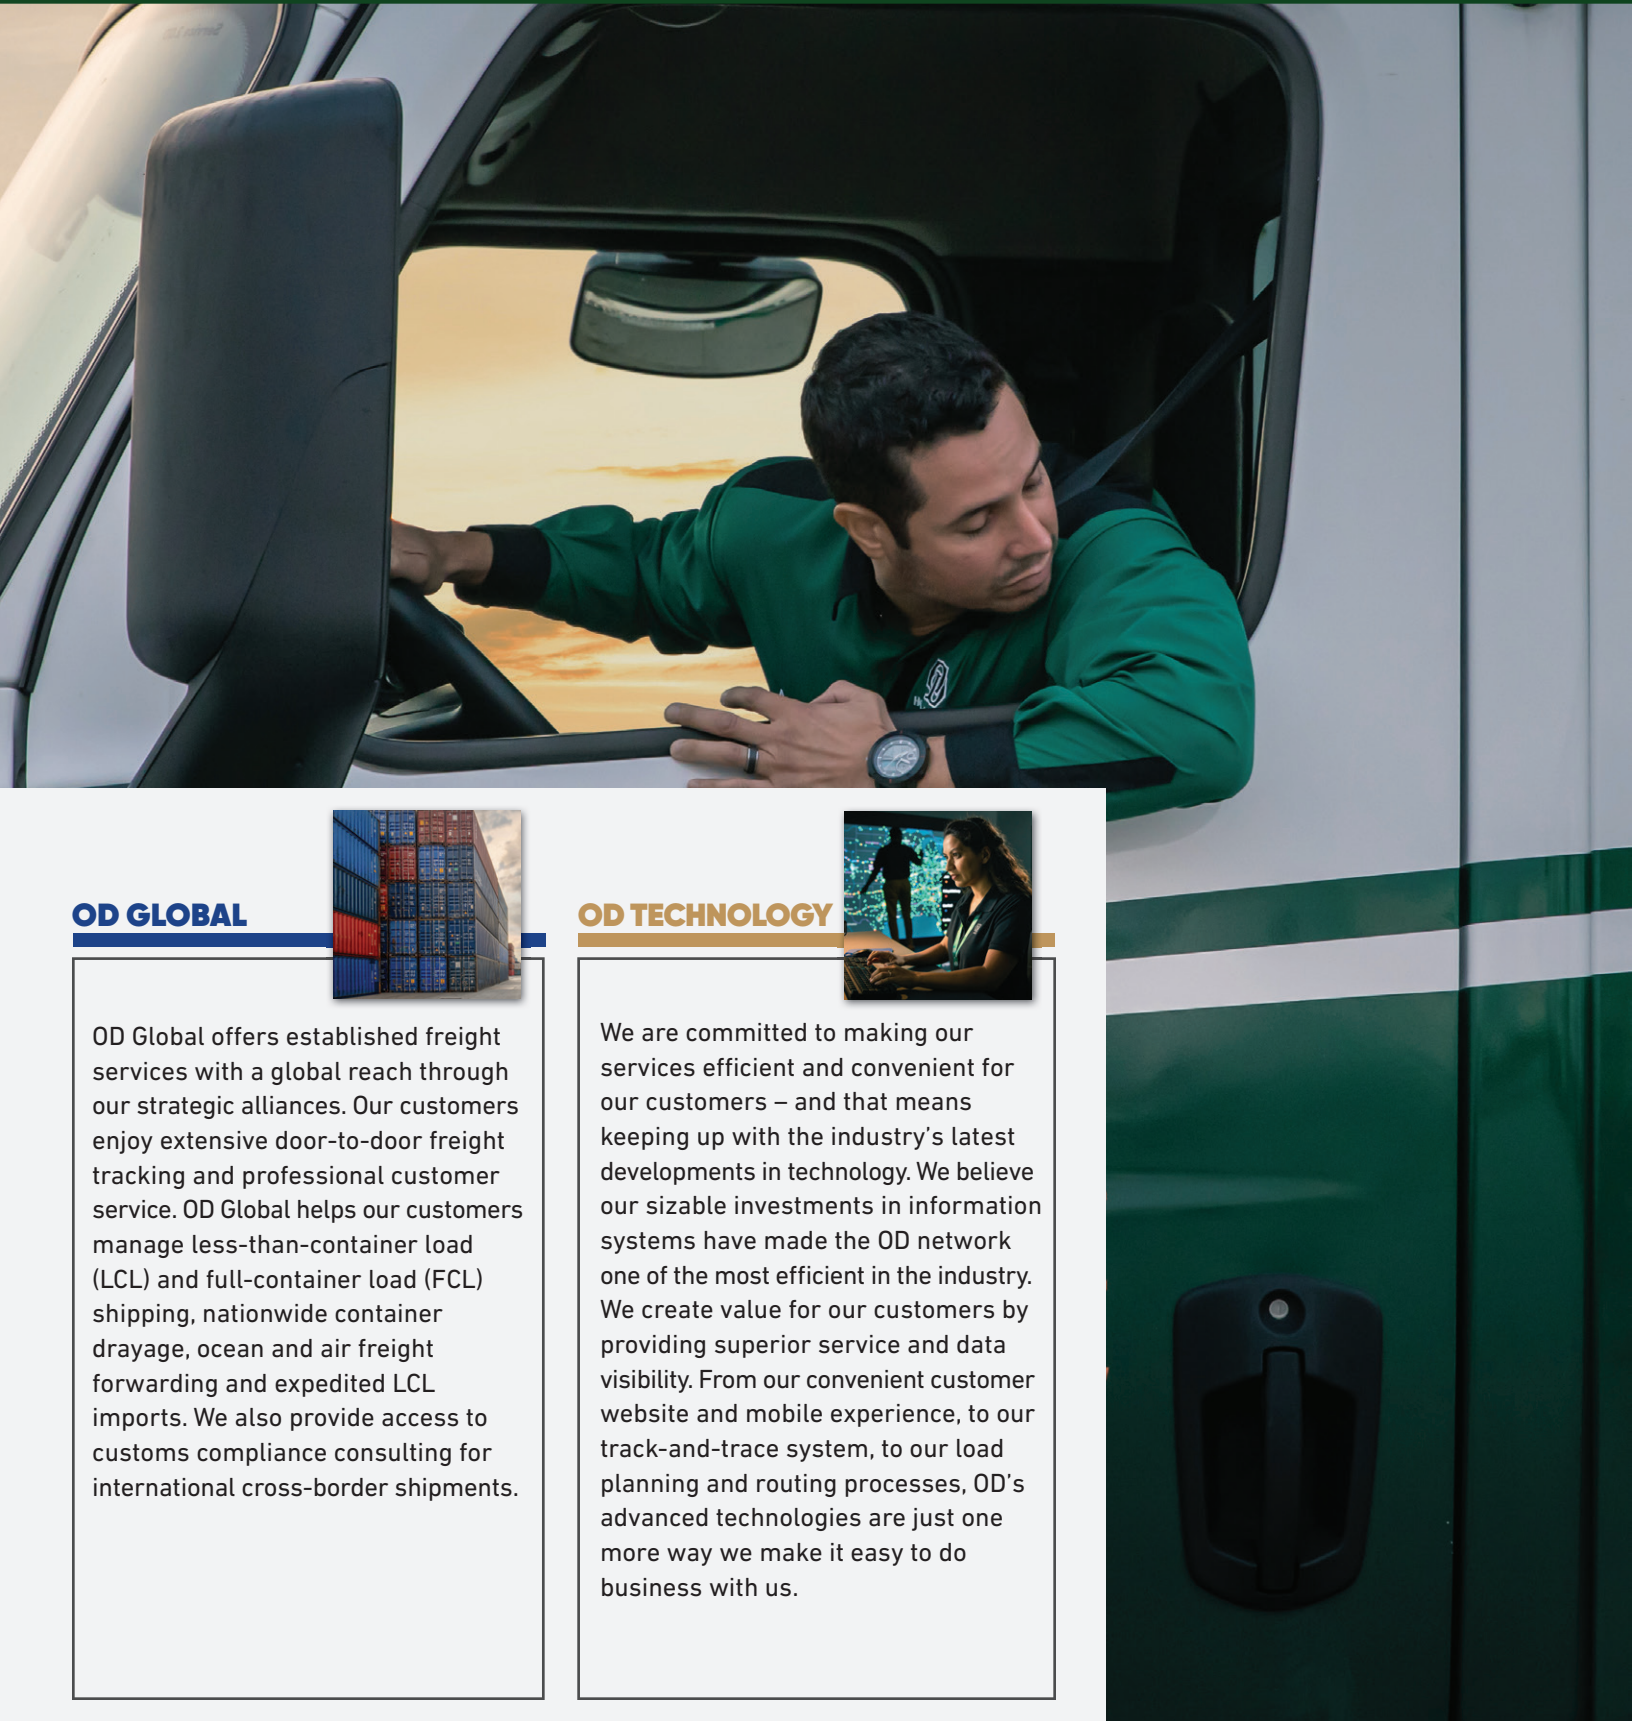 OD GLOBAL
OD Global offers established freight
services with a global reach through
our strategic alliances. Our customers
enjoy extensive door-to-door freight
tracking and professional customer
service. OD Global helps our customers
manage less-than-container load
(LCL) and full-container load (FCL)
shipping, nationwide container
drayage, ocean and air freight
forwarding and expedited LCL
imports. We also provide access to
customs compliance consulting for
international cross-border shipments.
OD TECHNOLOGY
We are committed to making our
services efficient and convenient for
our customers – and that means
keeping up with the industry’s latest
developments in technology. We believe
our sizable investments in information
systems have made the OD network
one of the most efficient in the industry.
We create value for our customers by
providing superior service and data
visibility. From our convenient customer
website and mobile experience, to our
track-and-trace system, to our load
planning and routing processes, OD’s
advanced technologies are just one
more way we make it easy to do
business with us.